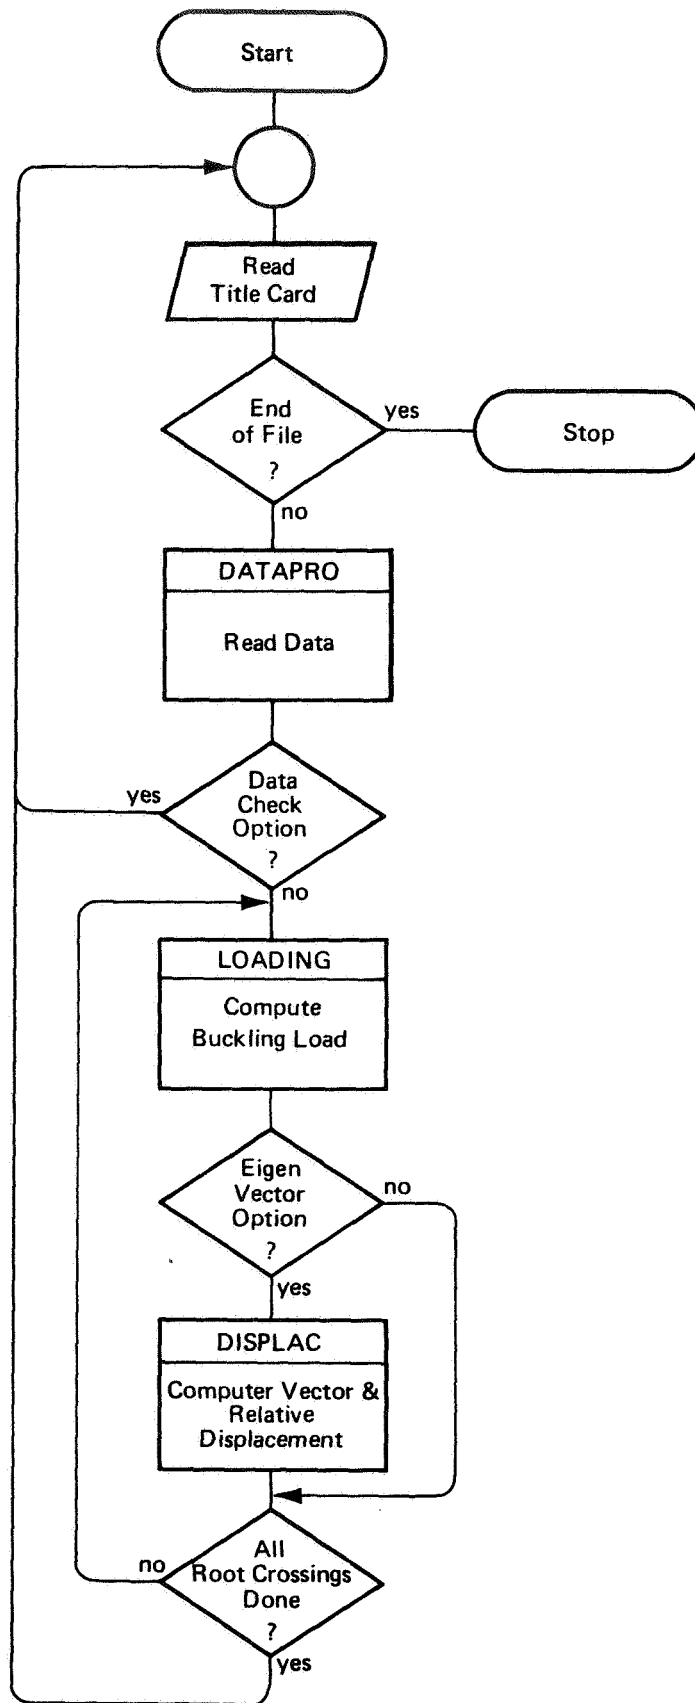 Start
Read
Title Card
End
of File
?
yes
Stop
no
DATAPRO
Read Data
yes
Data
Check
Option
?
no
LOADING
Compute
Buckling Load
Eigen
Vector
Option
?
no
yes
DISPLAC
Computer Vector &
Relative
Displacement
no
All
Root Crossings
Done
?
yes